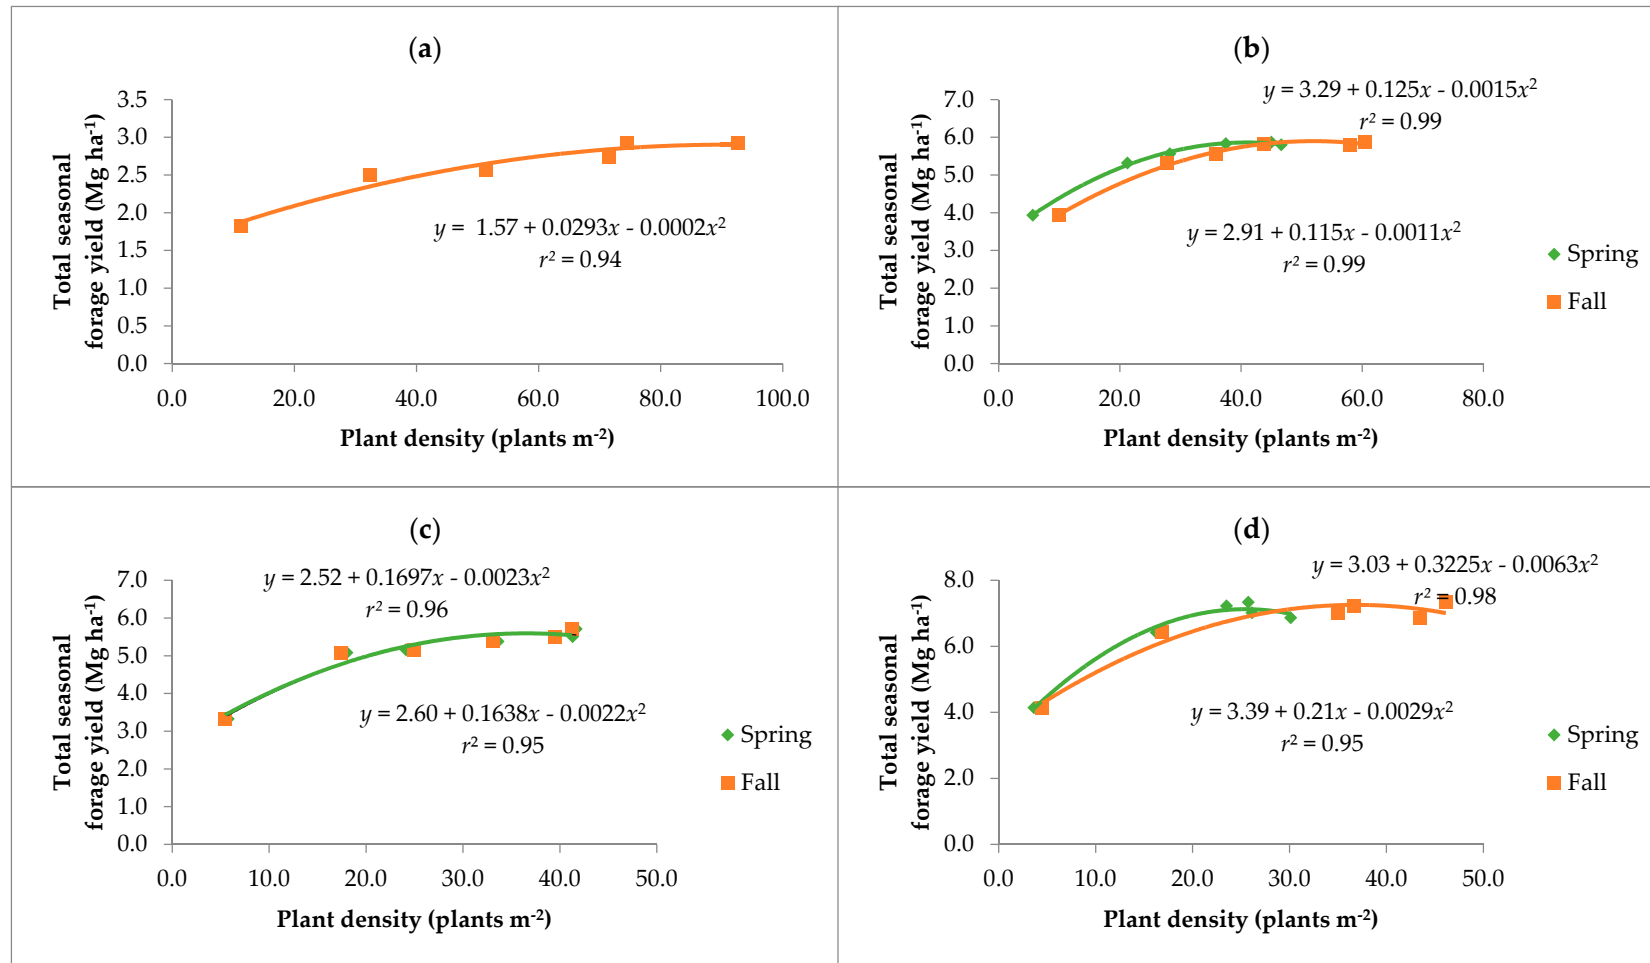 (a)
Total seasonal
forage yield (Mg ha⁻¹)
3.5
3.0
2.5
2.0
1.5
1.0
0.5
0.0
y = 1.57 + 0.0293x - 0.0002x²
r² = 0.94
0.0 20.0 40.0 60.0 80.0 100.0
Plant density (plants m⁻²)
(b)
Total seasonal
forage yield (Mg ha⁻¹)
7.0
6.0
5.0
4.0
3.0
2.0
1.0
0.0
y = 3.29 + 0.125x - 0.0015x²
r² = 0.99
y = 2.91 + 0.115x - 0.0011x²
r² = 0.99
Spring
Fall
0.0 20.0 40.0 60.0 80.0
Plant density (plants m⁻²)
(c)
Total seasonal
forage yield (Mg ha⁻¹)
7.0
6.0
5.0
4.0
3.0
2.0
1.0
0.0
y = 2.52 + 0.1697x - 0.0023x²
r² = 0.96
y = 2.60 + 0.1638x - 0.0022x²
r² = 0.95
Spring
Fall
0.0 10.0 20.0 30.0 40.0 50.0
Plant density (plants m⁻²)
(d)
Total seasonal
forage yield (Mg ha⁻¹)
8.0
6.0
4.0
2.0
0.0
y = 3.03 + 0.3225x - 0.0063x²
r² = 0.98
y = 3.39 + 0.21x - 0.0029x²
r² = 0.95
Spring
Fall
0.0 10.0 20.0 30.0 40.0 50.0
Plant density (plants m⁻²)